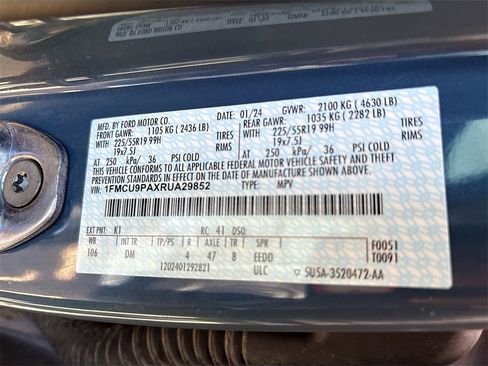 MFD. BY FORD MOTOR CO.
DATE: 01/24 GVWR: 2100 KG (4630 LB)
FRONT GAWR: 1105 KG (2436 LB) REAR GAWR: 1035 KG (2282 LB)
WITH 225/55R19 99H TIRES WITH 225/55R19 99H TIRES
19x7.5J RIMS 19x7.5J RIMS
AT 250 kPa/ 36 PSI COLD AT 250 kPa/ 36 PSI COLD
THIS VEHICLE CONFORMS TO ALL APPLICABLE FEDERAL MOTOR VEHICLE SAFETY AND THEFT
PREVENTION STANDARDS IN EFFECT ON THE DATE OF MANUFACTURE SHOWN ABOVE.
VIN: 1FMCU9PAXRUA29852 TYPE: MPV
EXT PNT: K1 RC: 41 DSO: F0051
WB INT TR TP/PS R AXLE TR SPR T0091
106 DM 4 47 8 EEDD
1202401292821 ULC 5U5A-3520472-AA